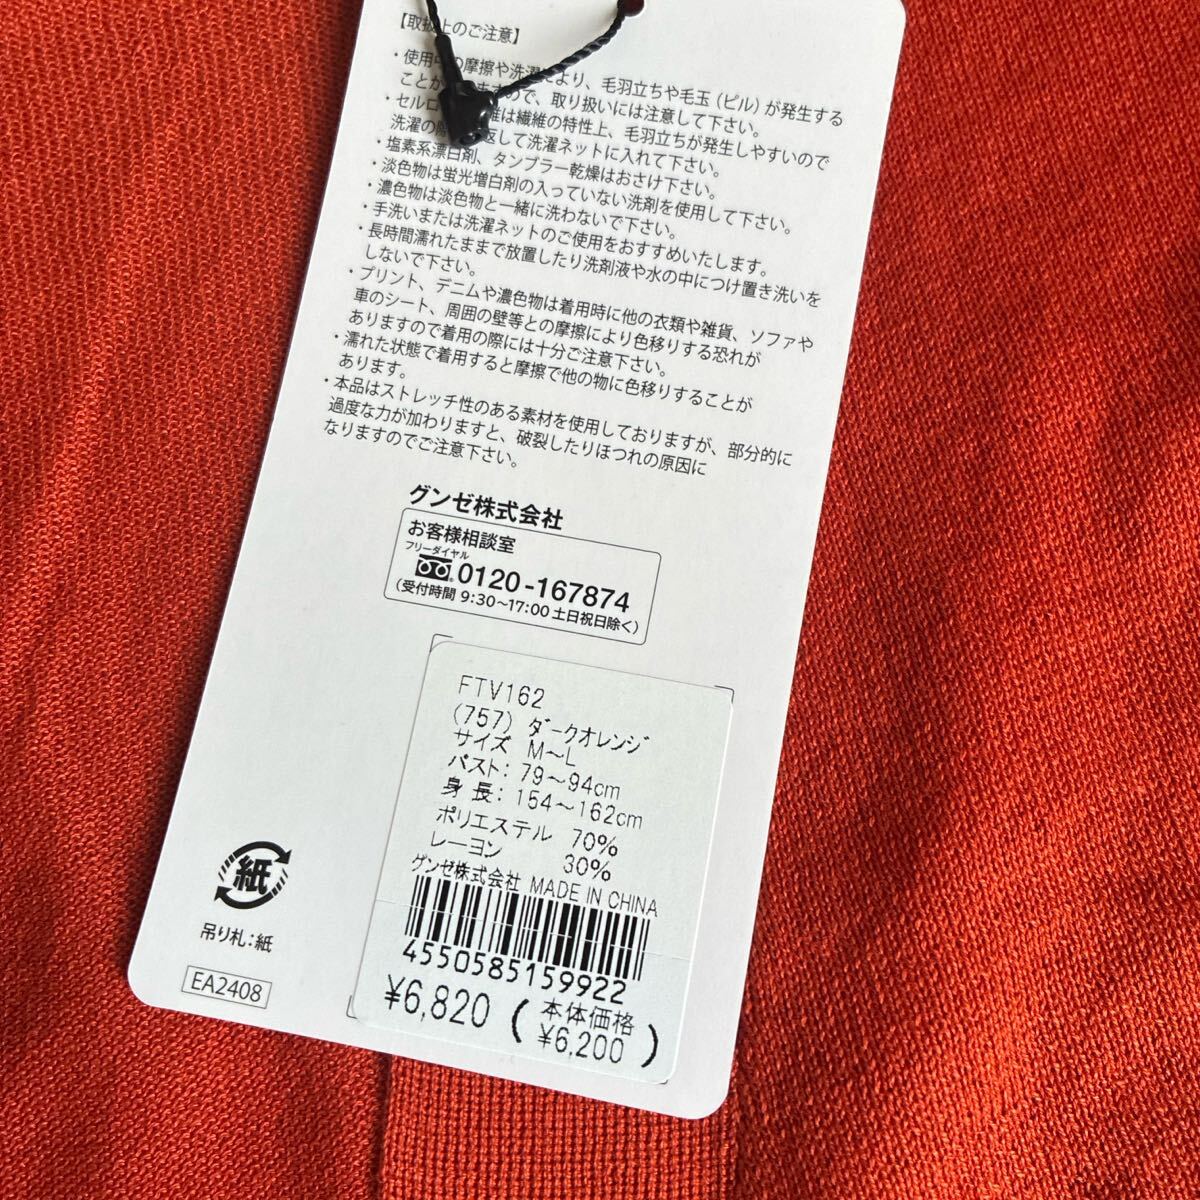 【取扱上のご注意】
・使用中の摩擦や洗濯により、毛羽立ちや毛玉(ピル)が発生する
ことが ますので、取り扱いには注意して下さい。
・セルロ 維は繊維の特性上、毛羽立ちが発生しやすいので
洗濯の際 返して洗濯ネットに入れて下さい。
・塩素系漂白剤、タンブラー乾燥はおさけ下さい。
・淡色物は蛍光増白剤の入っていない洗剤を使用して下さい。
・濃色物は淡色物と一緒に洗わないで下さい。
・手洗いまたは洗濯ネットのご使用をおすすめいたします。
・長時間濡れたままで放置したり洗剤液や水の中につけ置き洗いを
しないで下さい。
・プリント、デニムや濃色物は着用時に他の衣類や雑貨、ソファや
車のシート、周囲の壁等との摩擦により色移りする恐れが
ありますので着用の際には十分ご注意下さい。
・濡れた状態で着用すると摩擦で他の物に色移りすることが
あります。
・本品はストレッチ性のある素材を使用しておりますが、部分的に
過度な力が加わりますと、破裂したりほつれの原因に
なりますのでご注意下さい。
グンゼ株式会社
お客様相談室
フリーダイヤル
0120-167874
(受付時間 9:30〜17:00 土日祝日除く)
FTV162
(757) ダークオレンジ
サイズ M〜L
バスト: 79〜94cm
身長: 154〜162cm
ポリエステル 70%
レーヨン 30%
グンゼ株式会社 MADE IN CHINA
4550585159922
¥6,820 (本体価格 ¥6,200)
紙
吊り札:紙
EA2408